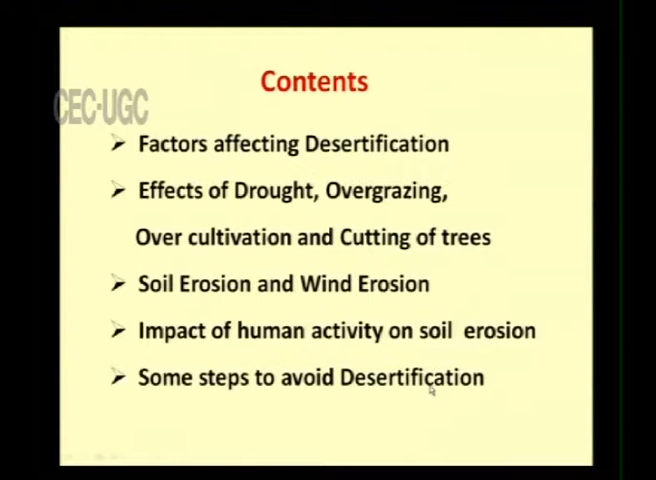 Contents
CEC-UGC
Factors affecting Desertification
Effects of Drought, Overgrazing,
Over cultivation and Cutting of trees
Soil Erosion and Wind Erosion
Impact of human activity on soil erosion
Some steps to avoid Desertification